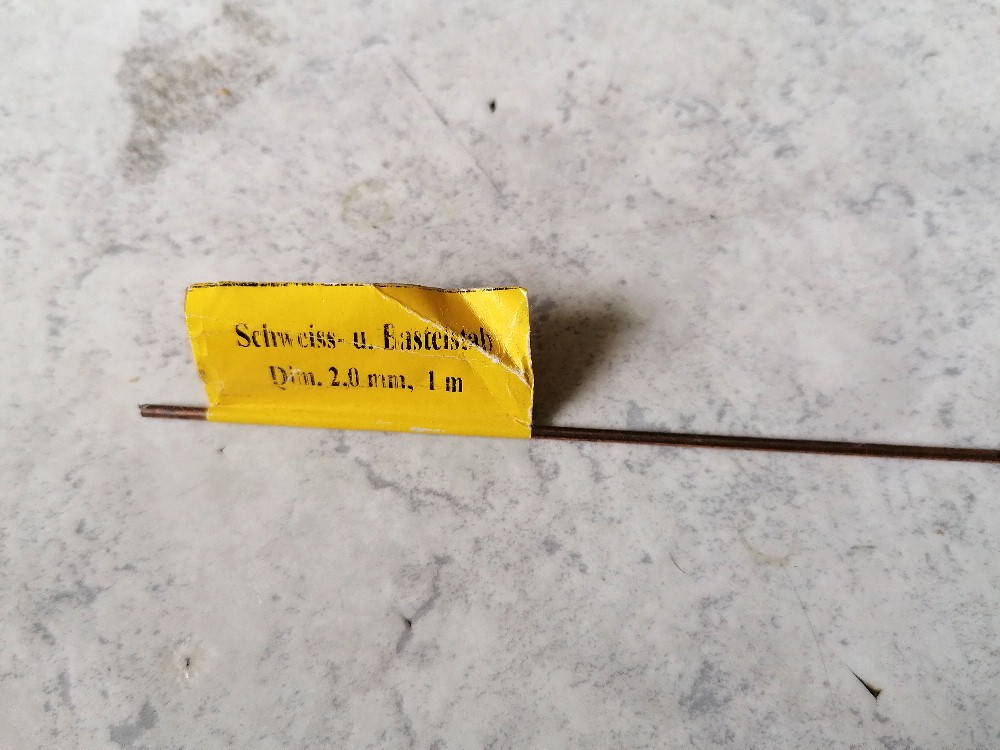 Schweiss- u. Bastelstab
Dim. 2.0 mm, 1 m